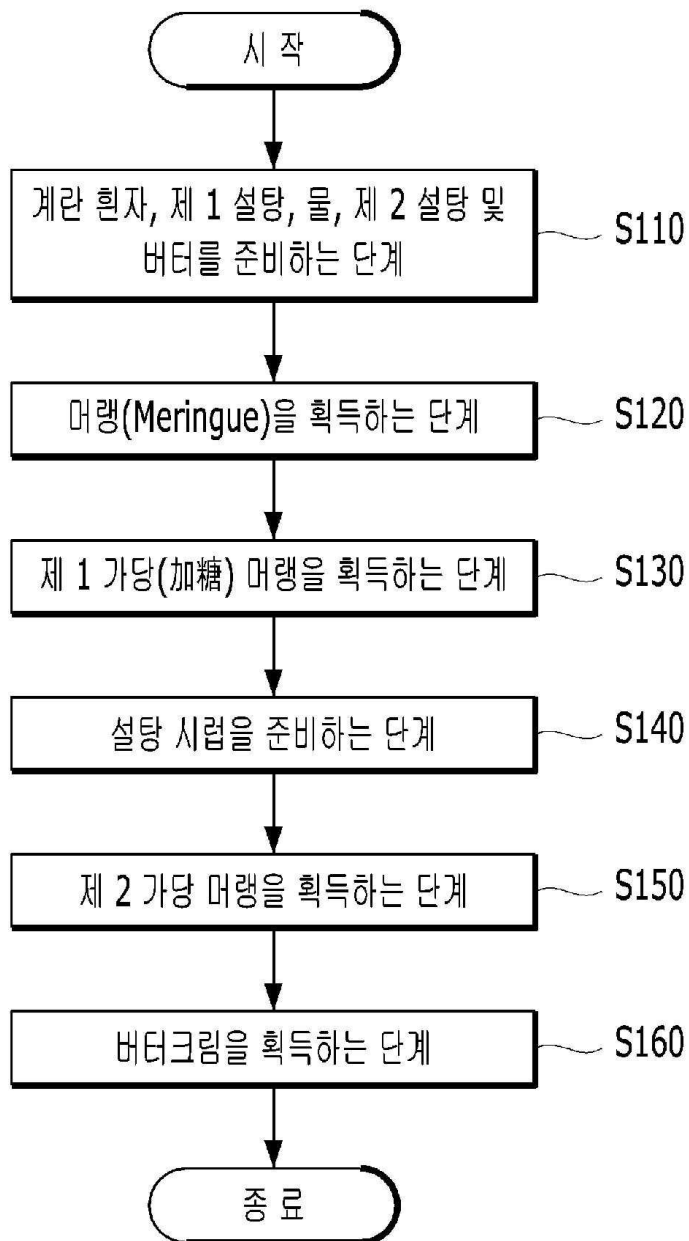 시 작
계란 흰자, 제 1 설탕, 물, 제 2 설탕 및
버터를 준비하는 단계
S110
머랭(Meringue)을 획득하는 단계
S120
제 1 가당(加糖) 머랭을 획득하는 단계
S130
설탕 시럽을 준비하는 단계
S140
제 2 가당 머랭을 획득하는 단계
S150
버터크림을 획득하는 단계
S160
종 료